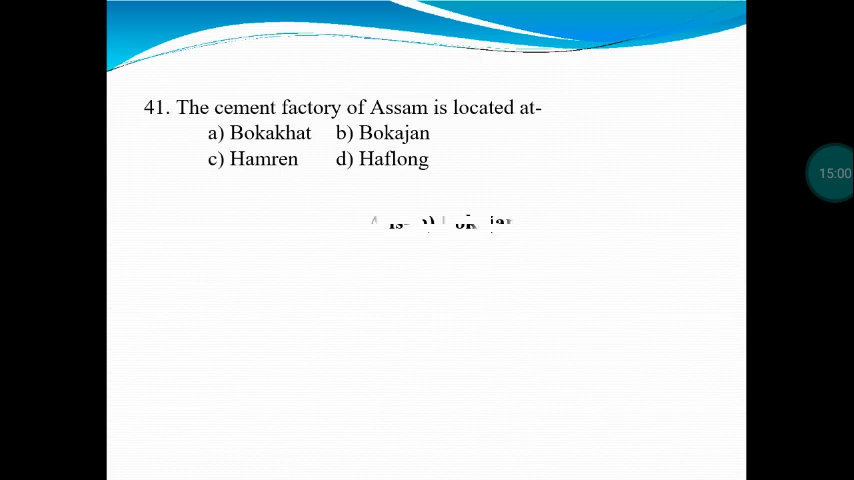 41. The cement factory of Assam is located at-
a) Bokakhat b) Bokajan
c) Hamren d) Haflong
15:00